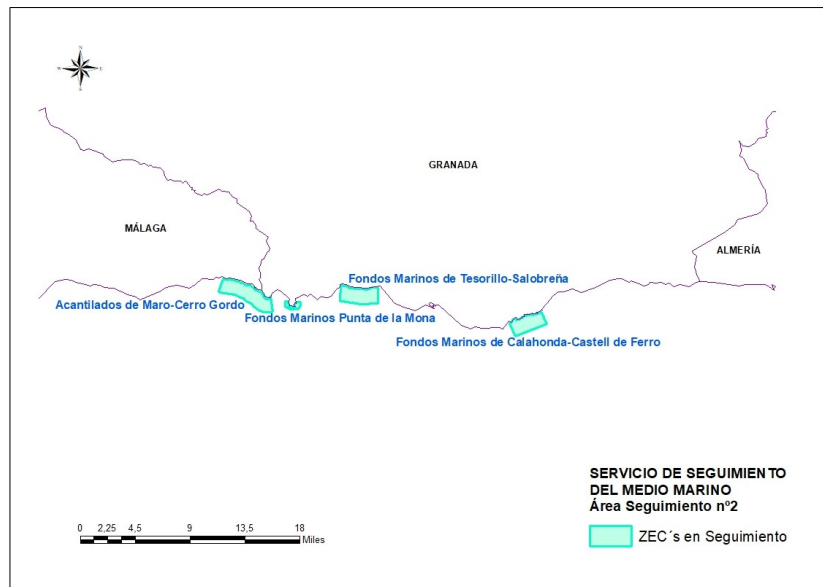 N
W
E
S
GRANADA
MÁLAGA
ALMERÍA
Fondos Marinos de Tesorillo-Salobreña
Acantilados de Maro-Cerro Gordo
Fondos Marinos Punta de la Mona
Fondos Marinos de Calahonda-Castell de Ferro
SERVICIO DE SEGUIMIENTO
DEL MEDIO MARINO
Área Seguimiento nº2
ZEC´s en Seguimiento
0 2,25 4,5 9 13,5 18
Miles